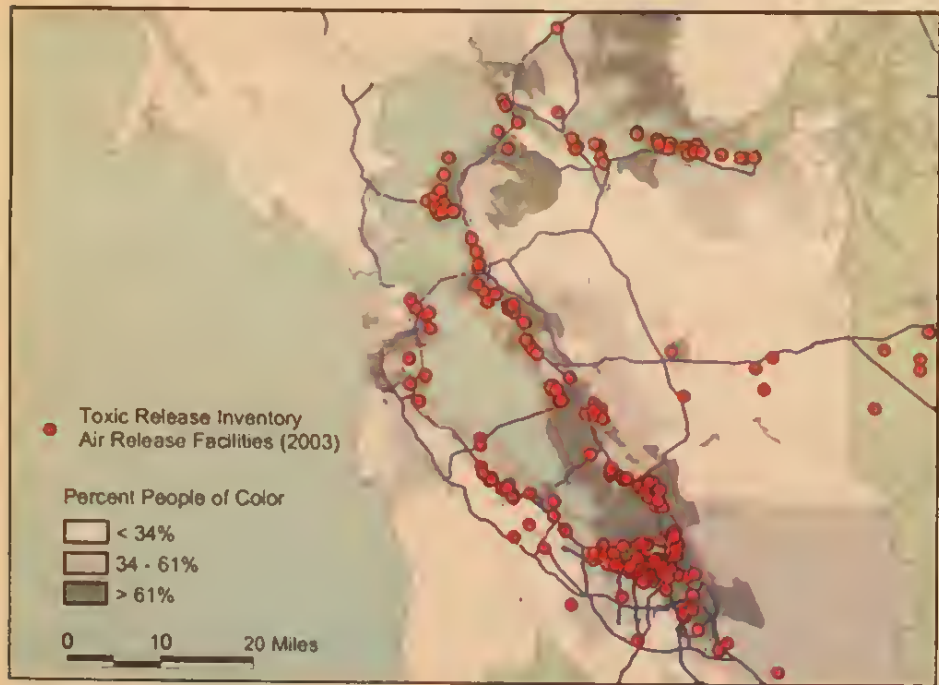 Toxic Release Inventory
Air Release Facilities (2003)
Percent People of Color
< 34%
34 - 61%
> 61%
0 10 20 Miles